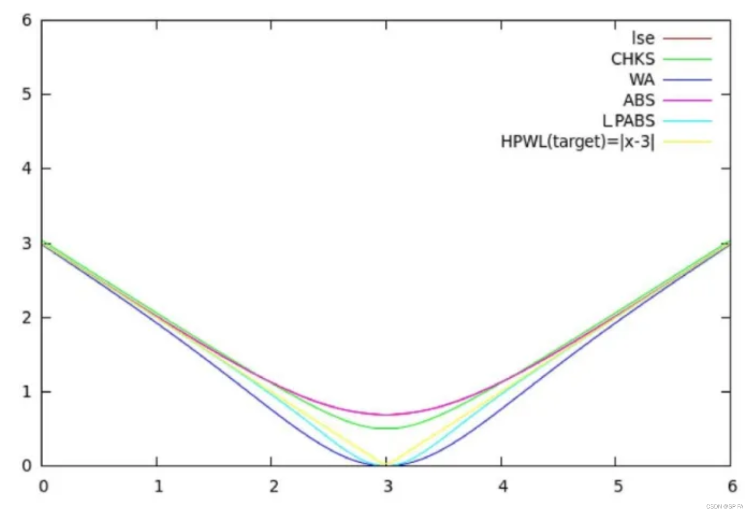 6
lse
CHKS
5
WA
ABS
LPABS
HPWL(target)=|x-3|
4
3
2
1
0
0 1 2 3 4 5 6